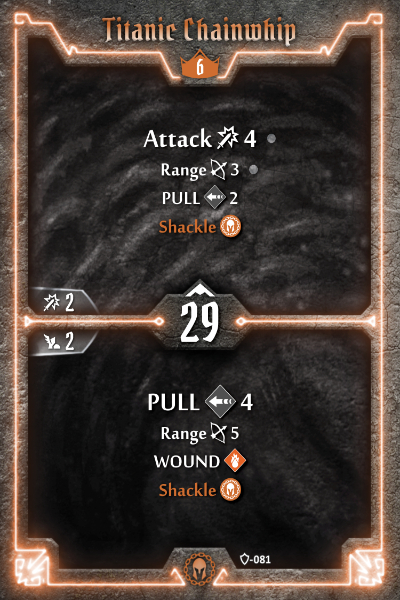 Titanic Chainwhip
6
Attack 4
Range 3
PULL 2
Shackle
2
29
2
PULL 4
Range 5
WOUND
Shackle
-081